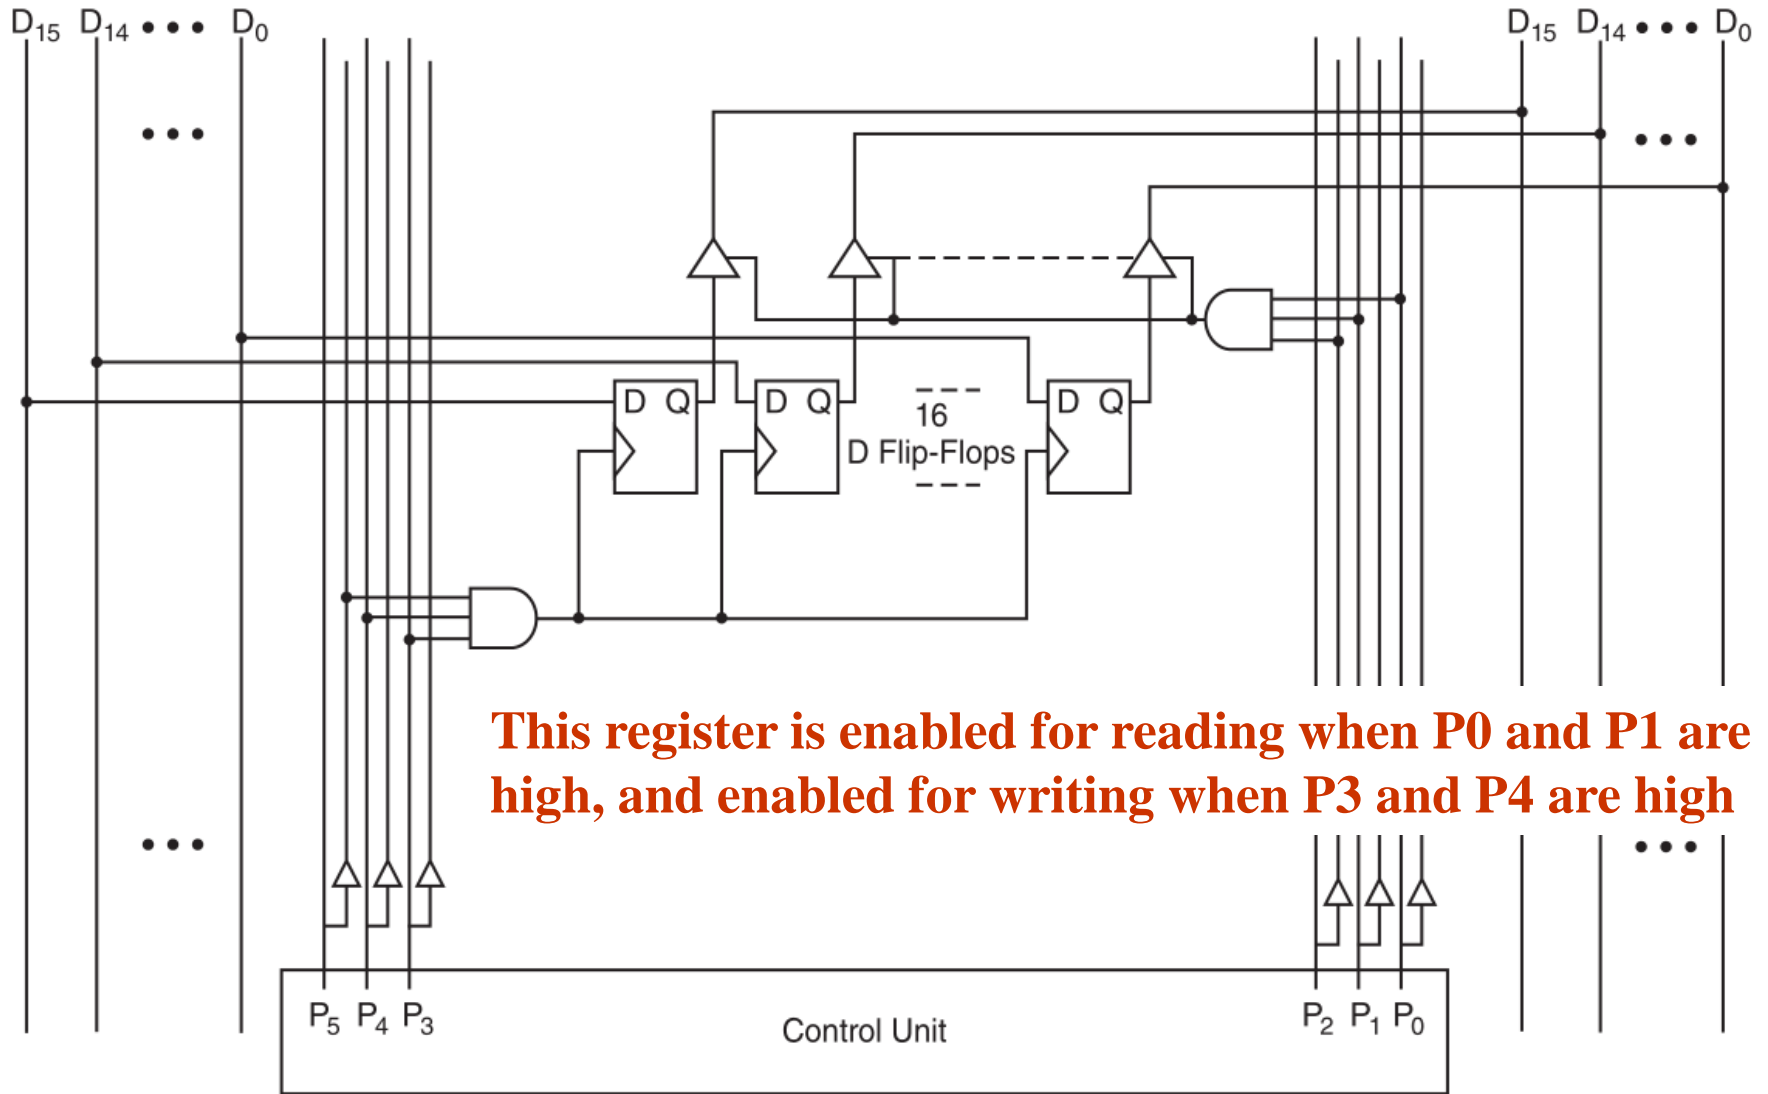 D15 D14 • • • D0 D15 D14 • • • D0
• • • • • •
D Q D Q 16 D Q
D Flip-Flops
This register is enabled for reading when P0 and P1 are
high, and enabled for writing when P3 and P4 are high
• • • • • •
P5 P4 P3 Control Unit P2 P1 P0